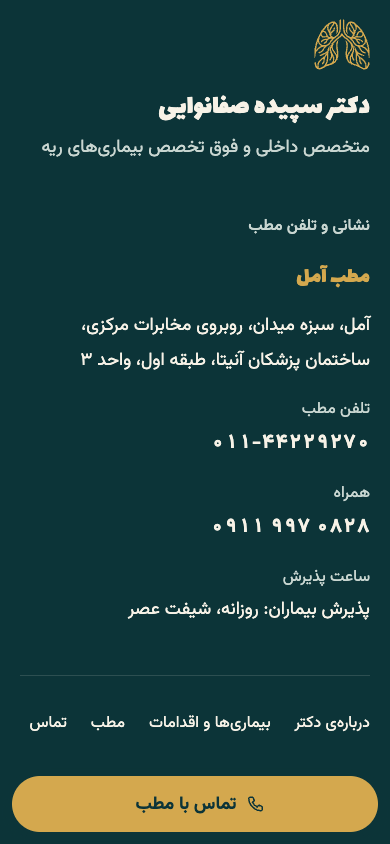 دکتر سپیده صفانوایی
متخصص داخلی و فوق تخصص بیماری‌های ریه
نشانی و تلفن مطب
مطب آمل
آمل، سبزه میدان، روبروی مخابرات مرکزی،
ساختمان پزشکان آنیتا، طبقه اول، واحد ۳
تلفن مطب
۰۱۱-۴۴۲۲۹۲۷۰
همراه
۰۹۱۱ ۹۹۷ ۰۸۲۸
ساعت پذیرش
پذیرش بیماران: روزانه، شیفت عصر
درباره‌ی دکتر بیماری‌ها و اقدامات مطب تماس
تماس با مطب